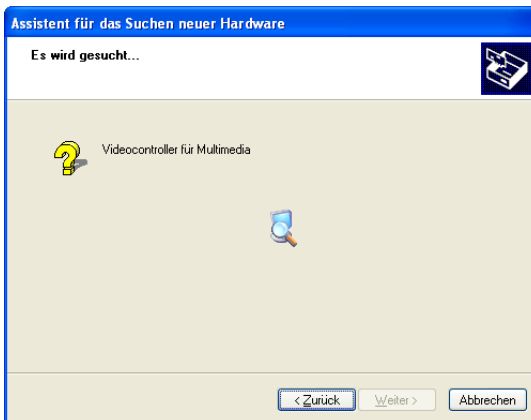 Assistent für das Suchen neuer Hardware
Es wird gesucht...
Videocontroller für Multimedia
< Zurück
Weiter >
Abbrechen